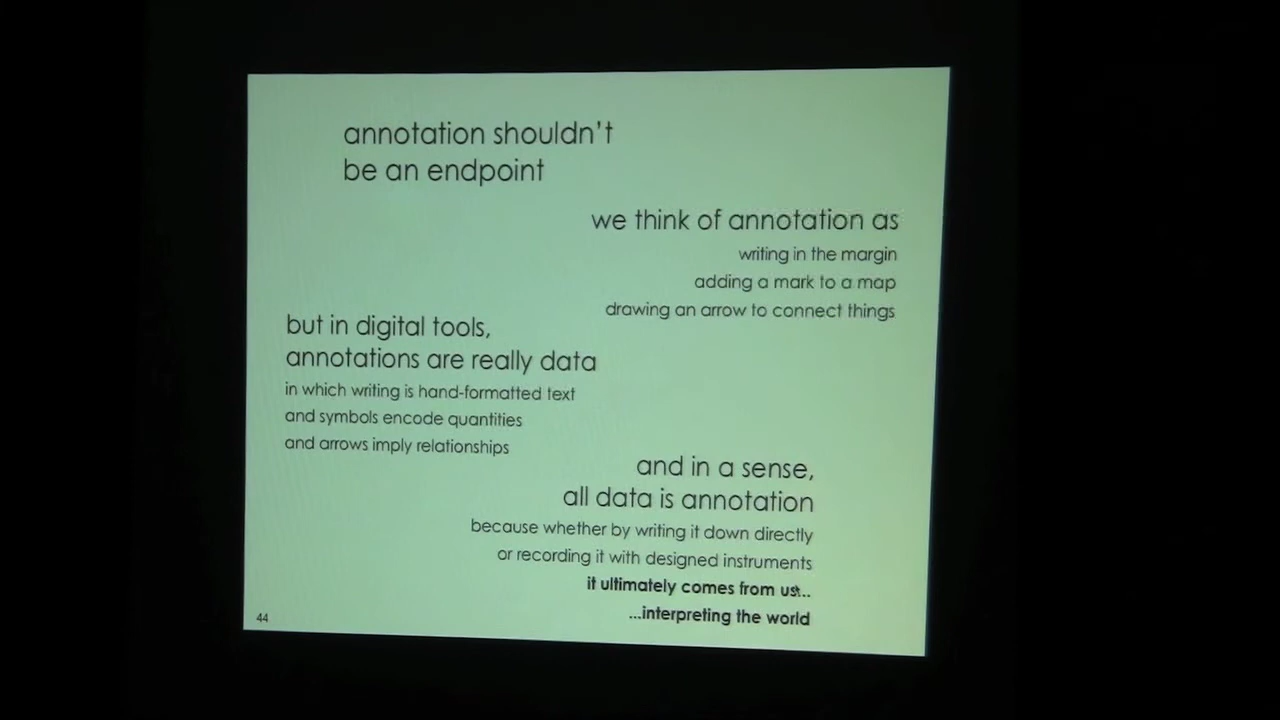 annotation shouldn't
be an endpoint
we think of annotation as
writing in the margin
adding a mark to a map
drawing an arrow to connect things
but in digital tools,
annotations are really data
in which writing is hand-formatted text
and symbols encode quantities
and arrows imply relationships
and in a sense,
all data is annotation
because whether by writing it down directly
or recording it with designed instruments
it ultimately comes from us...
...interpreting the world
44